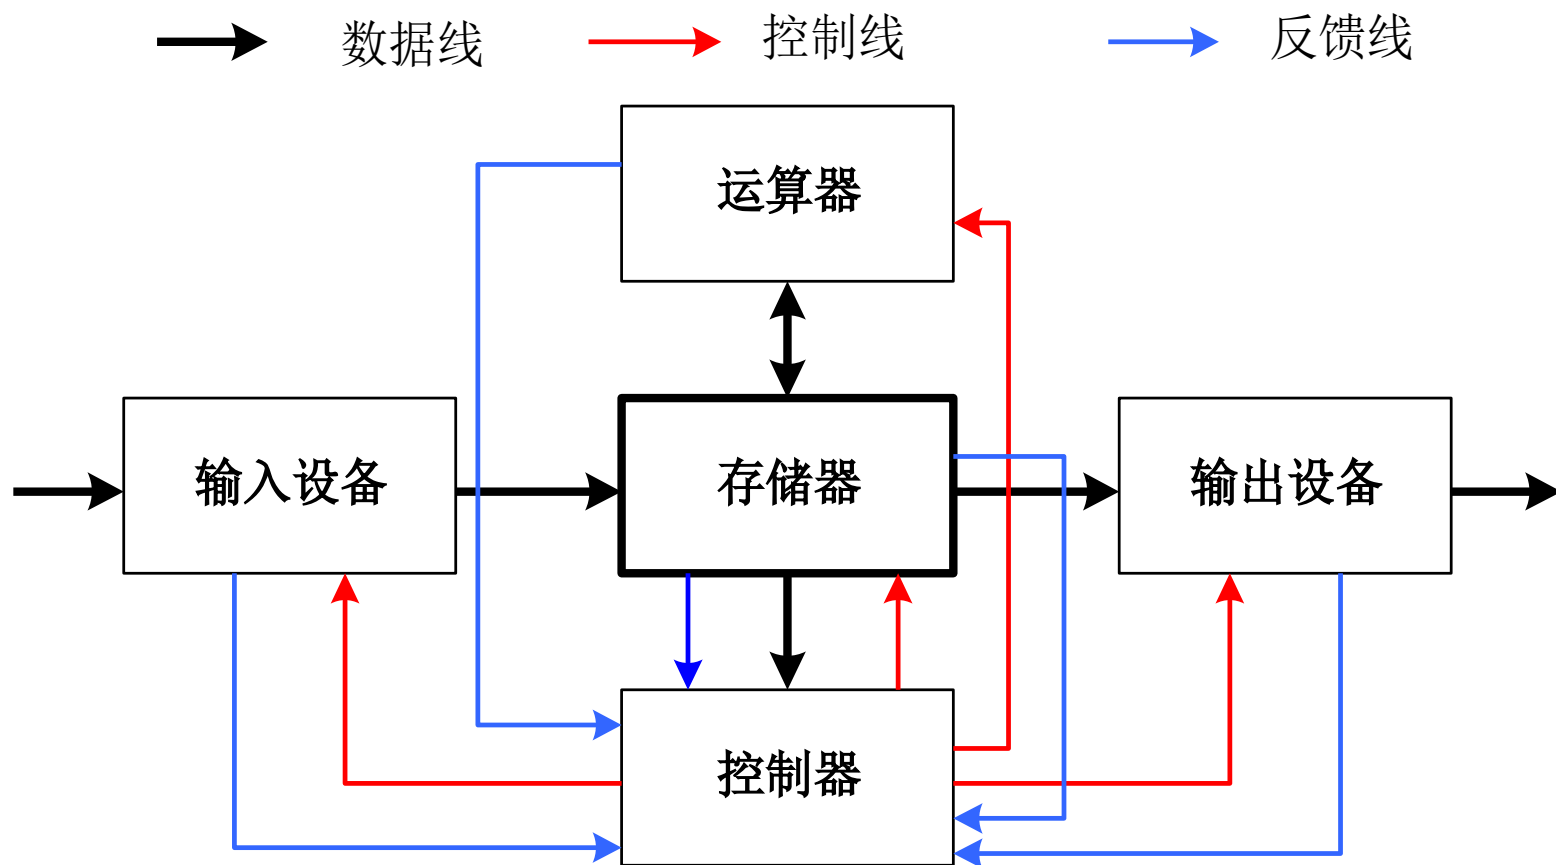 数据线
控制线
反馈线
运算器
输入设备
存储器
输出设备
控制器